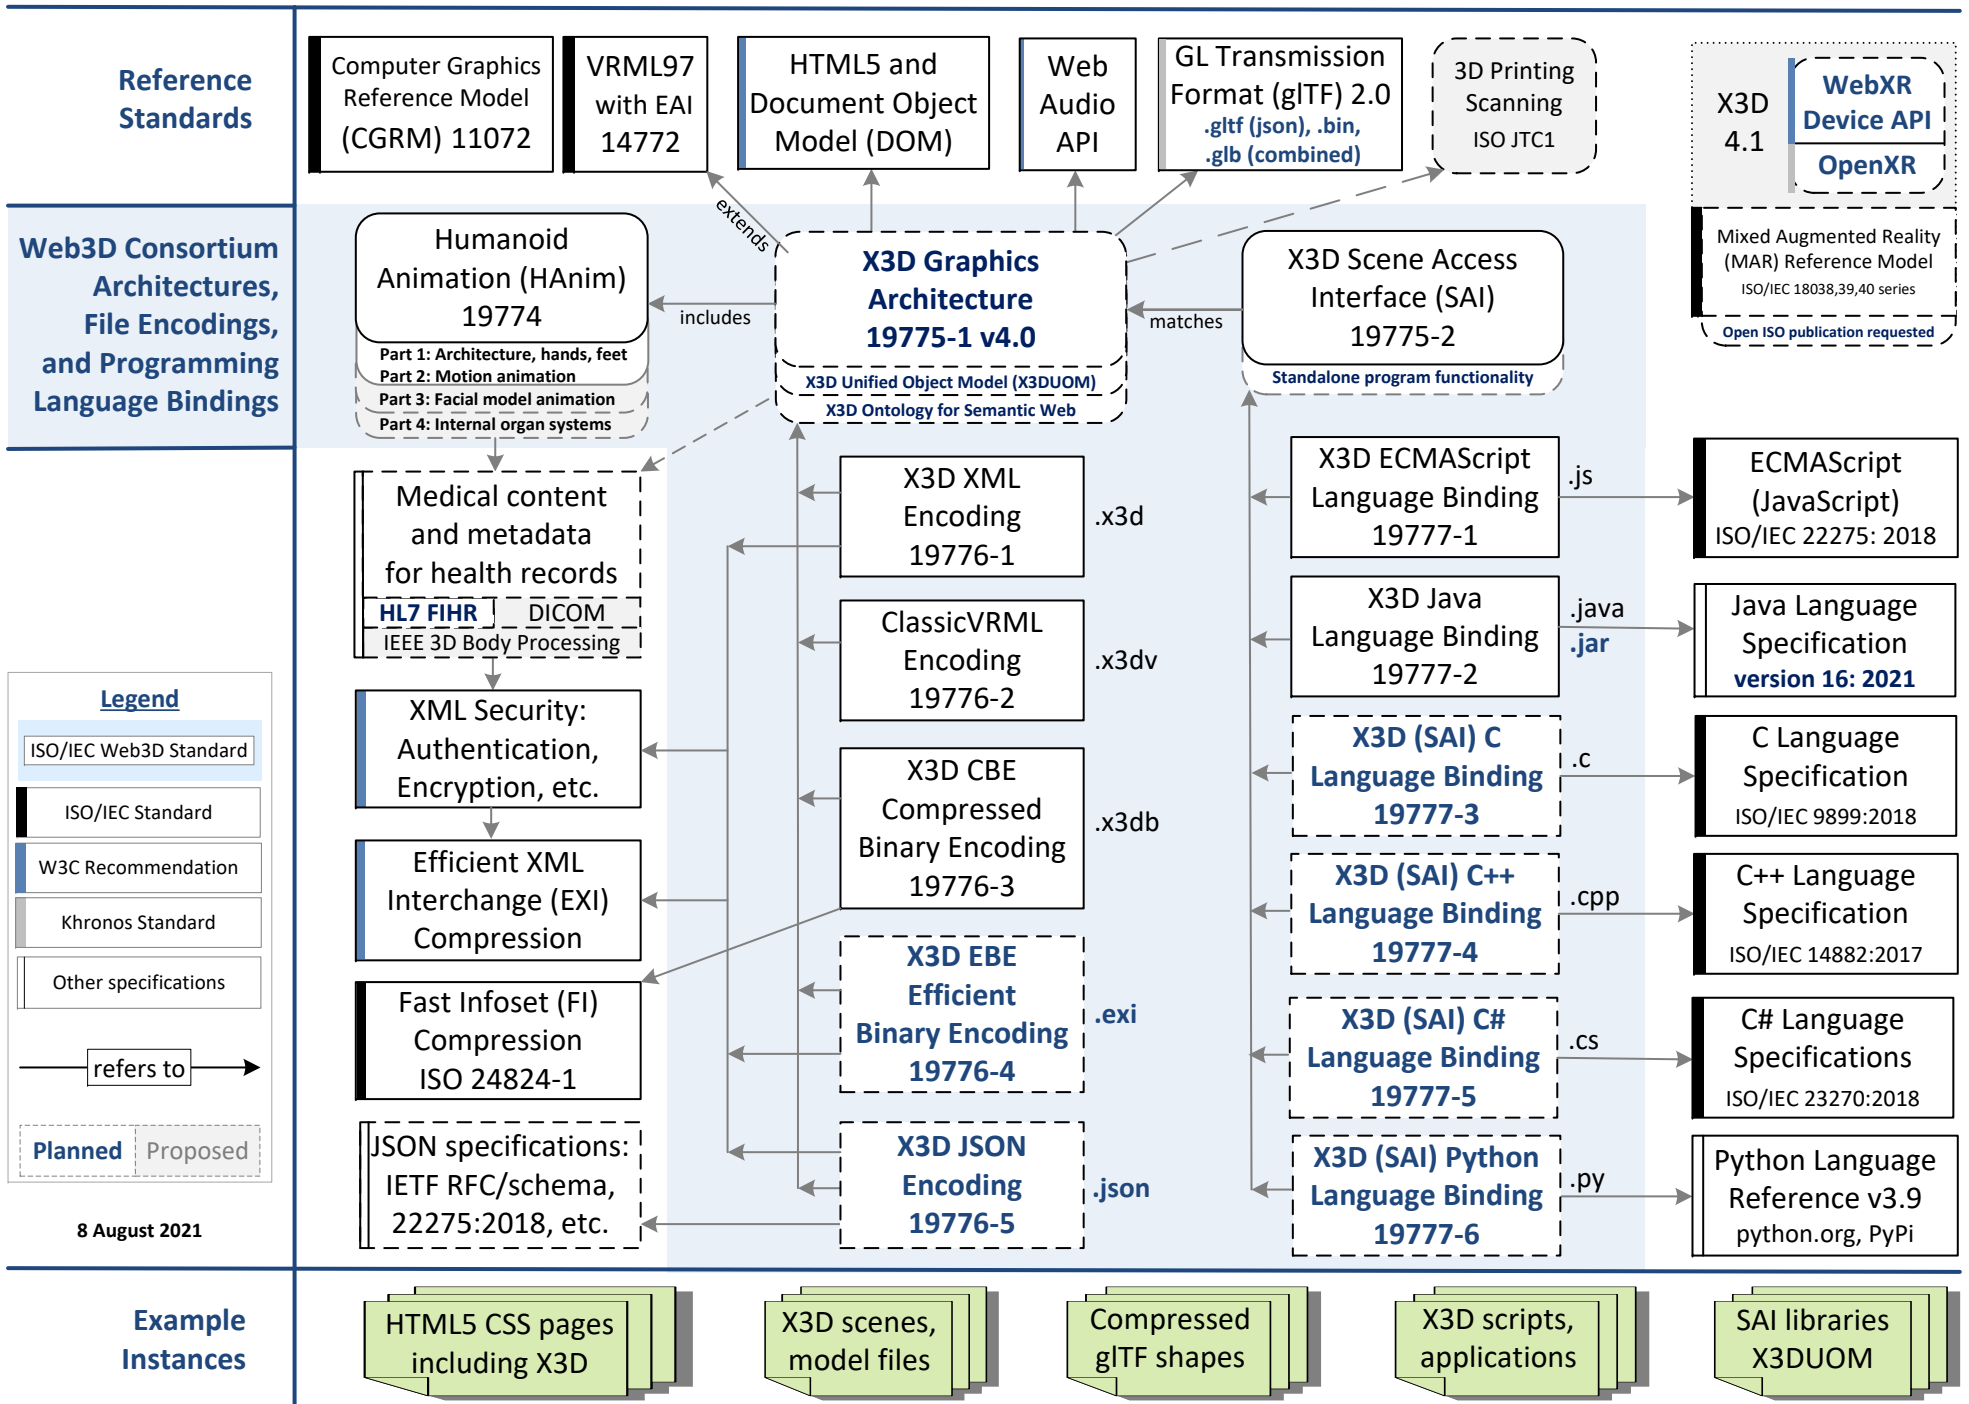 Reference
Standards
Computer Graphics
Reference Model
(CGRM) 11072
VRML97
with EAI
14772
HTML5 and
Document Object
Model (DOM)
Web
Audio
API
GL Transmission
Format (glTF) 2.0
.gltf (json), .bin,
.glb (combined)
3D Printing
Scanning
ISO JTC1
X3D
4.1
WebXR
Device API
OpenXR
Mixed Augmented Reality
(MAR) Reference Model
ISO/IEC 18038,39,40 series
Open ISO publication requested
Web3D Consortium
Architectures,
File Encodings,
and Programming
Language Bindings
Humanoid
Animation (HAnim)
19774
Part 1: Architecture, hands, feet
Part 2: Motion animation
Part 3: Facial model animation
Part 4: Internal organ systems
includes
extends
X3D Graphics
Architecture
19775-1 v4.0
X3D Unified Object Model (X3DUOM)
X3D Ontology for Semantic Web
matches
X3D Scene Access
Interface (SAI)
19775-2
Standalone program functionality
Medical content
and metadata
for health records
HL7 FIHR
DICOM
IEEE 3D Body Processing
XML Security:
Authentication,
Encryption, etc.
Efficient XML
Interchange (EXI)
Compression
Fast Infoset (FI)
Compression
ISO 24824-1
JSON specifications:
IETF RFC/schema,
22275:2018, etc.
X3D XML
Encoding
19776-1
.x3d
ClassicVRML
Encoding
19776-2
.x3dv
X3D CBE
Compressed
Binary Encoding
19776-3
.x3db
X3D EBE
Efficient
Binary Encoding
19776-4
.exi
X3D JSON
Encoding
19776-5
.json
X3D ECMAScript
Language Binding
19777-1
.js
X3D Java
Language Binding
19777-2
.java
.jar
X3D (SAI) C
Language Binding
19777-3
.c
X3D (SAI) C++
Language Binding
19777-4
.cpp
X3D (SAI) C#
Language Binding
19777-5
.cs
X3D (SAI) Python
Language Binding
19777-6
.py
ECMAScript
(JavaScript)
ISO/IEC 22275: 2018
Java Language
Specification
version 16: 2021
C Language
Specification
ISO/IEC 9899:2018
C++ Language
Specification
ISO/IEC 14882:2017
C# Language
Specifications
ISO/IEC 23270:2018
Python Language
Reference v3.9
python.org, PyPi
Legend
ISO/IEC Web3D Standard
ISO/IEC Standard
W3C Recommendation
Khronos Standard
Other specifications
refers to
Planned
Proposed
8 August 2021
Example
Instances
HTML5 CSS pages
including X3D
X3D scenes,
model files
Compressed
glTF shapes
X3D scripts,
applications
SAI libraries
X3DUOM